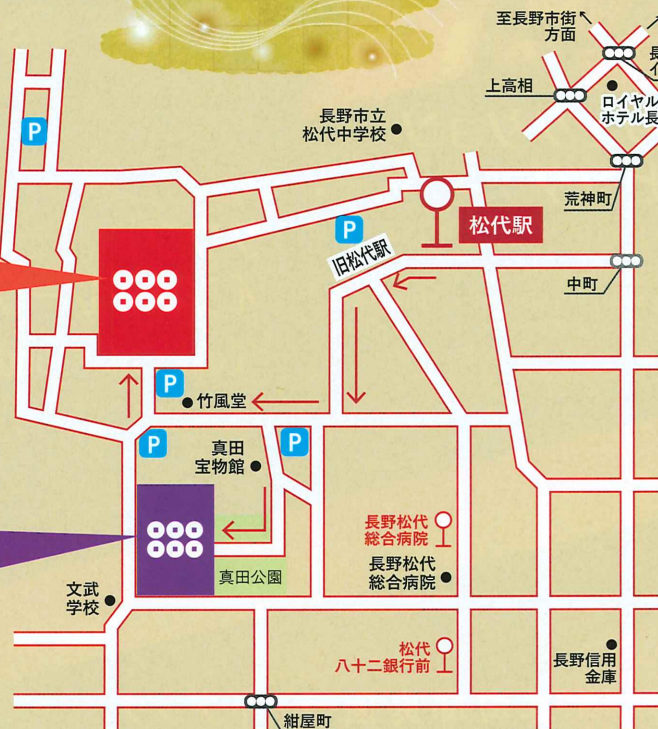 至長野市街
方面
上高相
ロイヤル
ホテル長
P
長野市立
松代中学校
荒神町
松代駅
P
旧松代駅
中町
P
竹風堂
P
P
真田
宝物館
長野松代
総合病院
長野松代
総合病院
真田公園
文武
学校
松代
八十二銀行前
長野信用
金庫
紺屋町